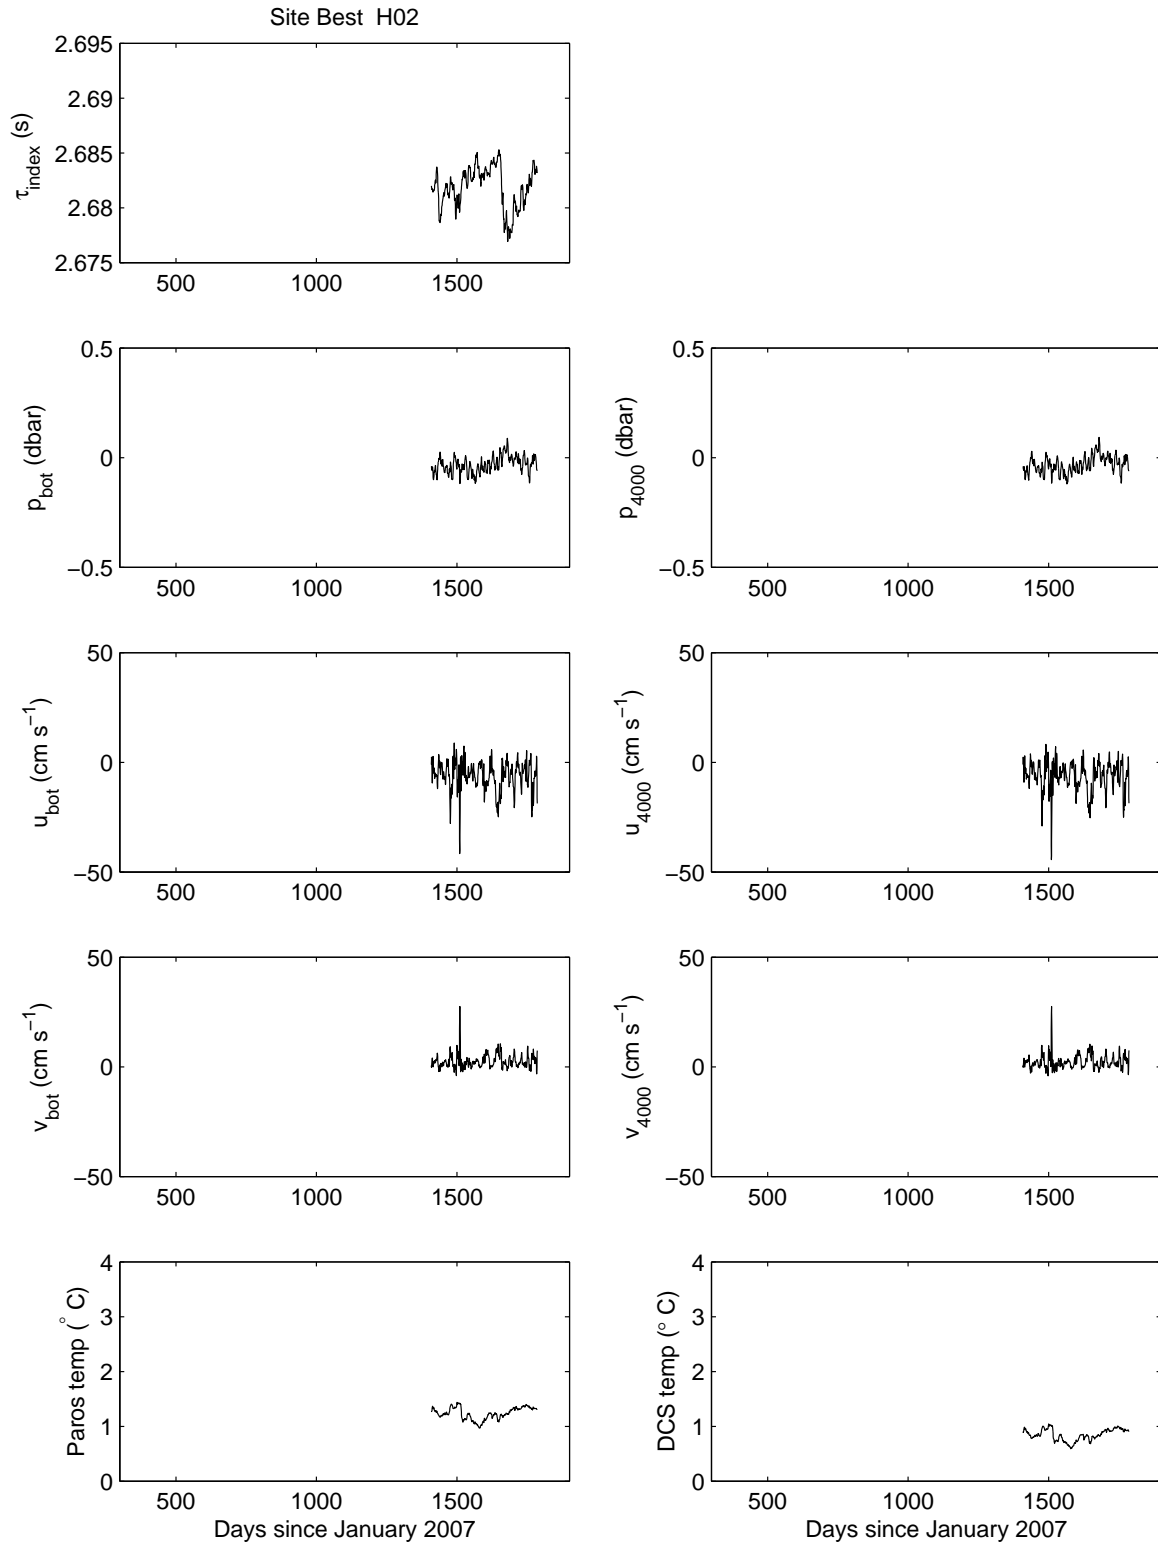 Site Best H02
2.695
2.69
2.685
2.68
2.675
τindex (s)
500 1000 1500
0.5
0
−0.5
pbot (dbar)
500 1000 1500
0.5
0
−0.5
p4000 (dbar)
500 1000 1500
50
0
−50
ubot (cm s−1)
500 1000 1500
50
0
−50
u4000 (cm s−1)
500 1000 1500
50
0
−50
vbot (cm s−1)
500 1000 1500
50
0
−50
v4000 (cm s−1)
500 1000 1500
4
3
2
1
0
Paros temp (° C)
500 1000 1500
Days since January 2007
4
3
2
1
0
DCS temp (° C)
500 1000 1500
Days since January 2007